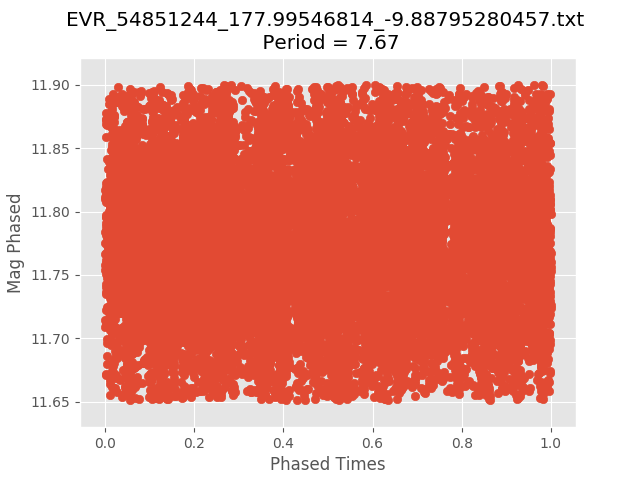 EVR_54851244_177.99546814_-9.88795280457.txt
Period = 7.67
11.90
11.85
11.80
11.75
11.70
11.65
Mag Phased
0.0 0.2 0.4 0.6 0.8 1.0
Phased Times